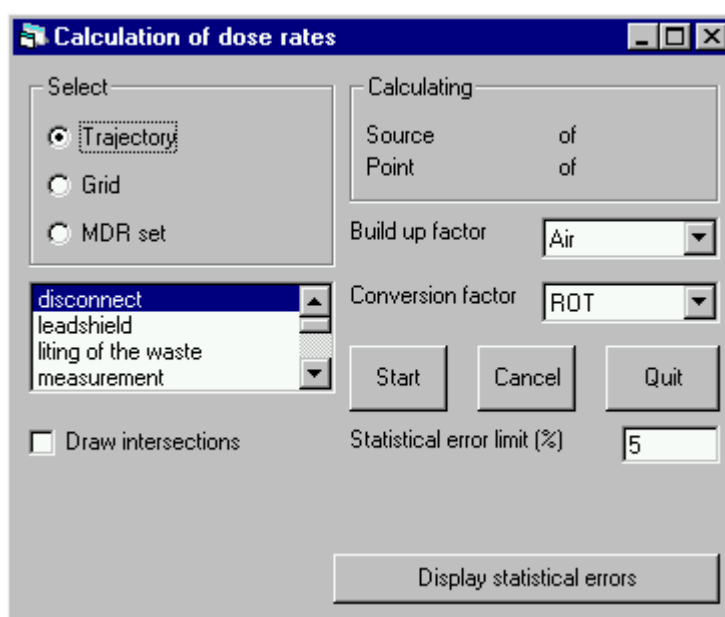 Calculation of dose rates
Select
Trajectory
Grid
MDR set
disconnect
leadshield
liting of the waste
measurement
Draw intersections
Calculating
Source of
Point of
Build up factor Air
Conversion factor ROT
Start Cancel Quit
Statistical error limit (%) 5
Display statistical errors